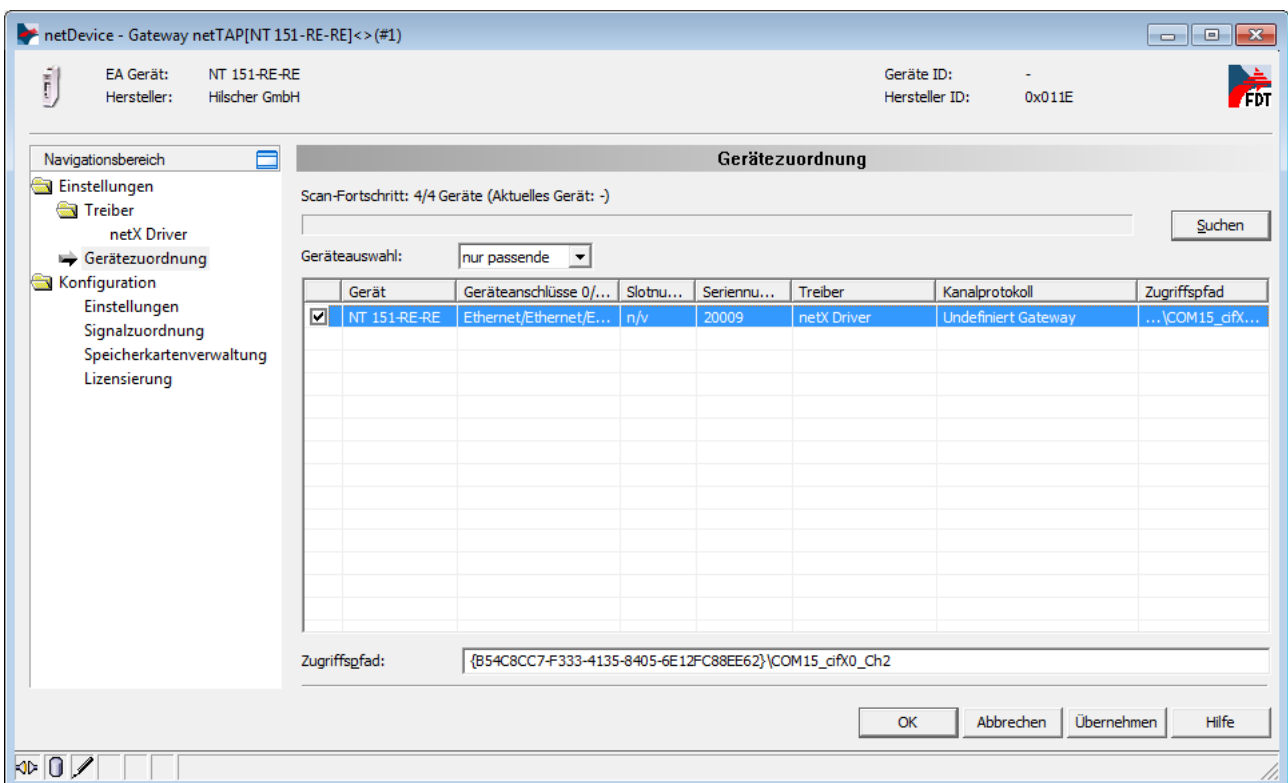 netDevice - Gateway netTAP[NT 151-RE-RE]<>(#1)
EA Gerät: NT 151-RE-RE Geräte ID: -
Hersteller: Hilscher GmbH Hersteller ID: 0x011E
FDT
Navigationsbereich
Einstellungen
Treiber
netX Driver
Gerätezuordnung
Konfiguration
Einstellungen
Signalzuordnung
Speicherkartenverwaltung
Lizensierung
Gerätezuordnung
Scan-Fortschritt: 4/4 Geräte (Aktuelles Gerät: -)
Suchen
Geräteauswahl: nur passende
Gerät Geräteanschlüsse 0/... Slotnu... Seriennu... Treiber Kanalprotokoll Zugriffspfad
NT 151-RE-RE Ethernet/Ethernet/E... n/v 20009 netX Driver Undefiniert Gateway ...\COM15_cifX...
Zugriffspfad: {B54C8CC7-F333-4135-8405-6E12FC88EE62}\COM15_cifX0_Ch2
OK Abbrechen Übernehmen Hilfe